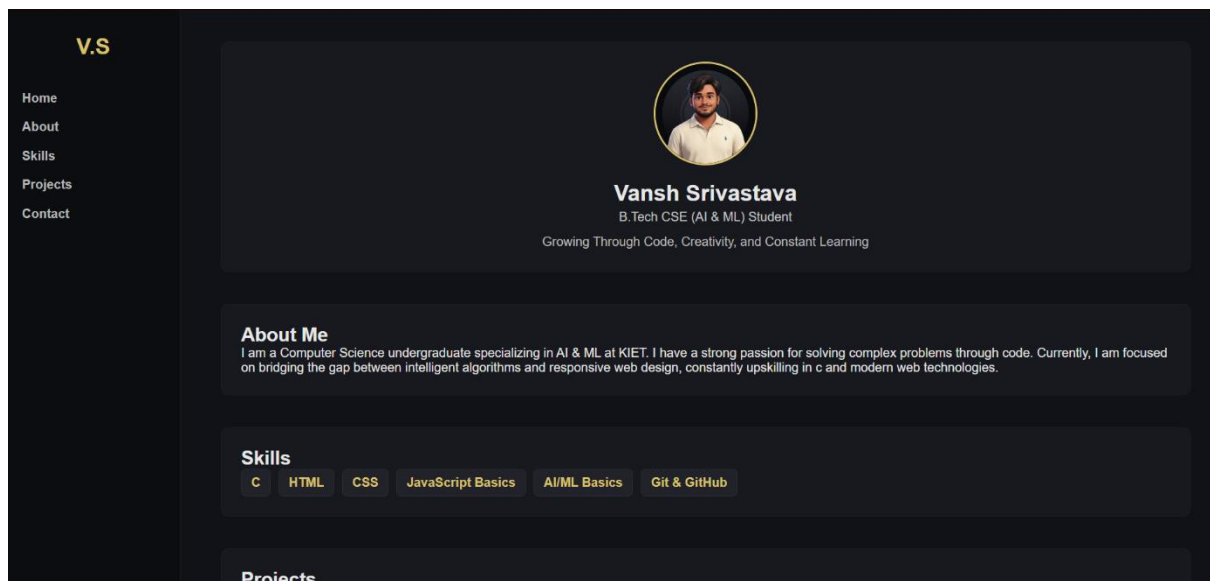 V.S
Home
About
Skills
Projects
Contact
Vansh Srivastava
B.Tech CSE (AI & ML) Student
Growing Through Code, Creativity, and Constant Learning
About Me
I am a Computer Science undergraduate specializing in AI & ML at KIET. I have a strong passion for solving complex problems through code. Currently, I am focused
on bridging the gap between intelligent algorithms and responsive web design, constantly upskilling in c and modern web technologies.
Skills
C HTML CSS JavaScript Basics AI/ML Basics Git & GitHub
Projects